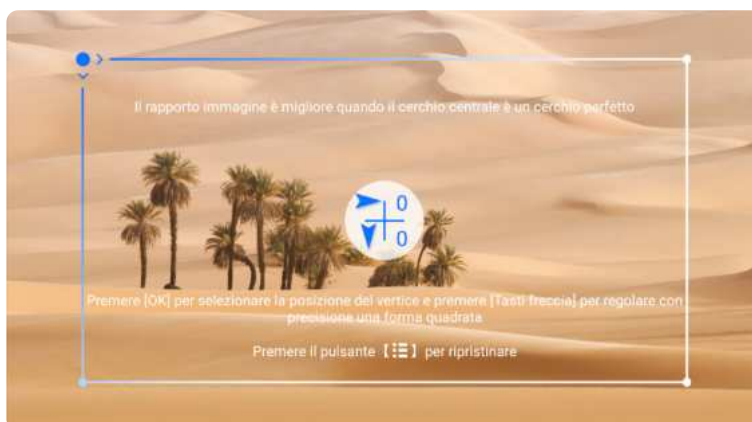 Il rapporto immagine è migliore quando il cerchio centrale è un cerchio perfetto
0
0
Premere [OK] per selezionare la posizione del vertice e premere [Tasti freccia] per regolare con
precisione una forma quadrata
Premere il pulsante 【 】 per ripristinare